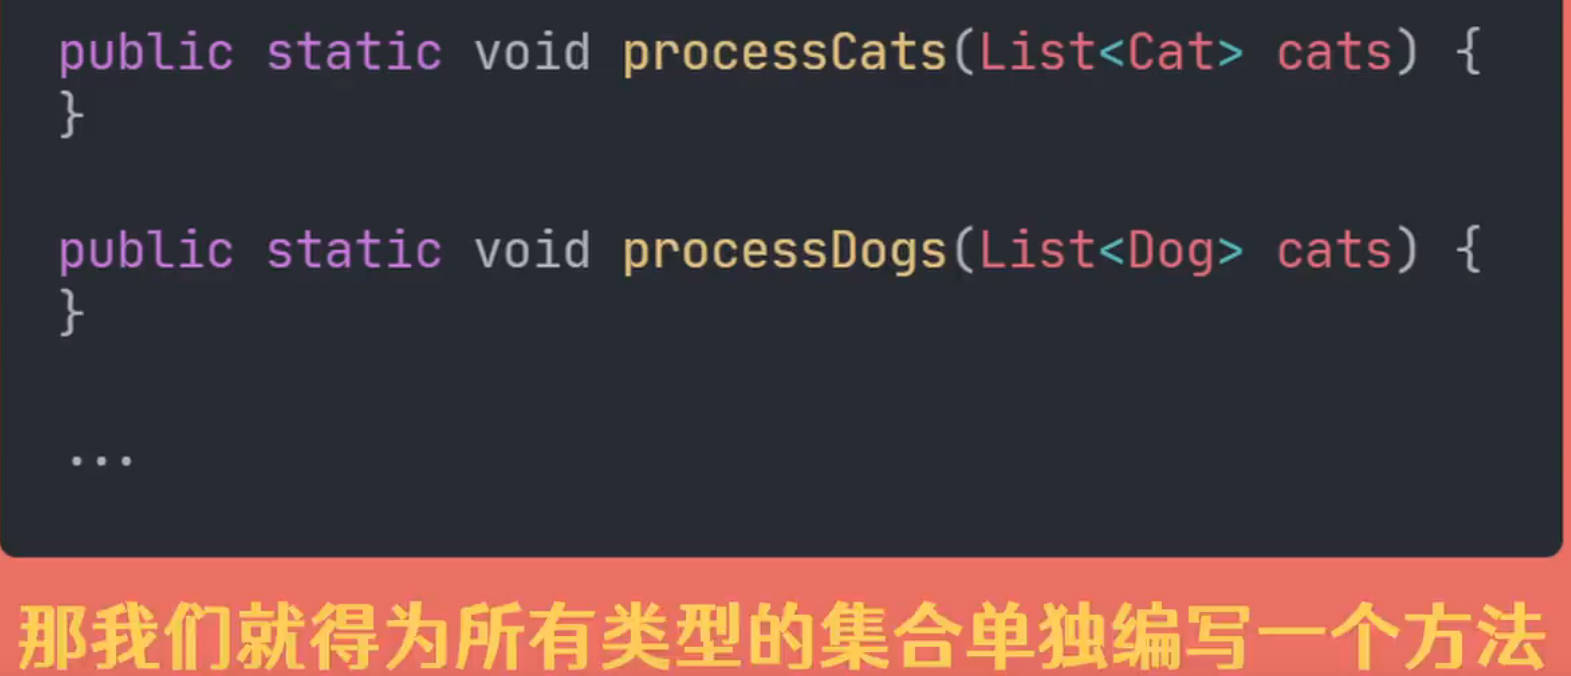 public static void processCats(List<Cat> cats) {
}
public static void processDogs(List<Dog> cats) {
}
...
那我们就得为所有类型的集合单独编写一个方法